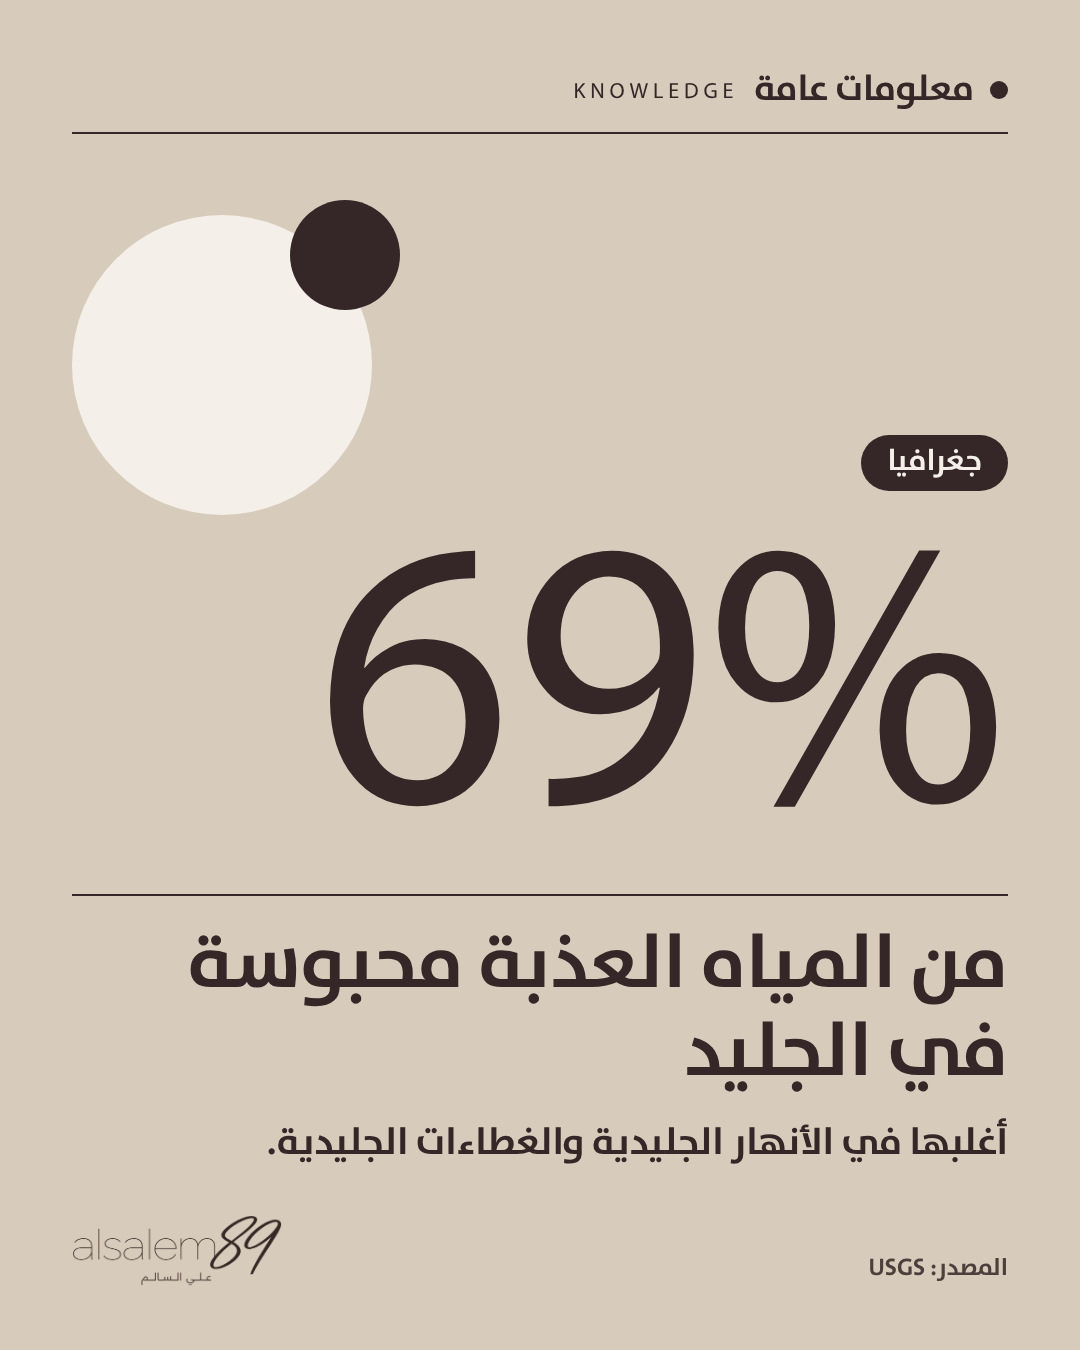 معلومات عامة KNOWLEDGE
جغرافيا
69%
من المياه العذبة محبوسة
في الجليد
أغلبها في الأنهار الجليدية والغطاءات الجليدية.
المصدر: USGS
alsalem89
علي السالم